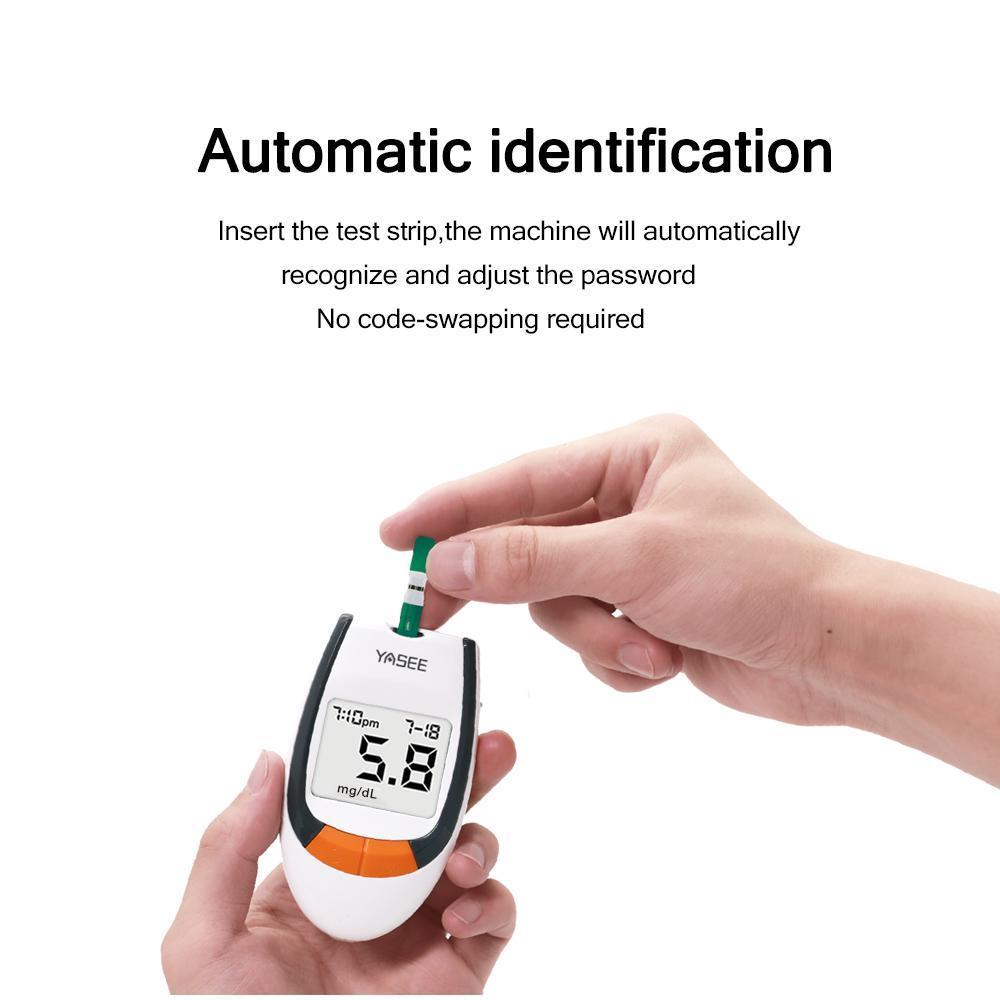 Automatic identification
Insert the test strip,the machine will automatically
recognize and adjust the password
No code-swapping required
YASEE
7:10pm 7-18
5.8
mg/dL